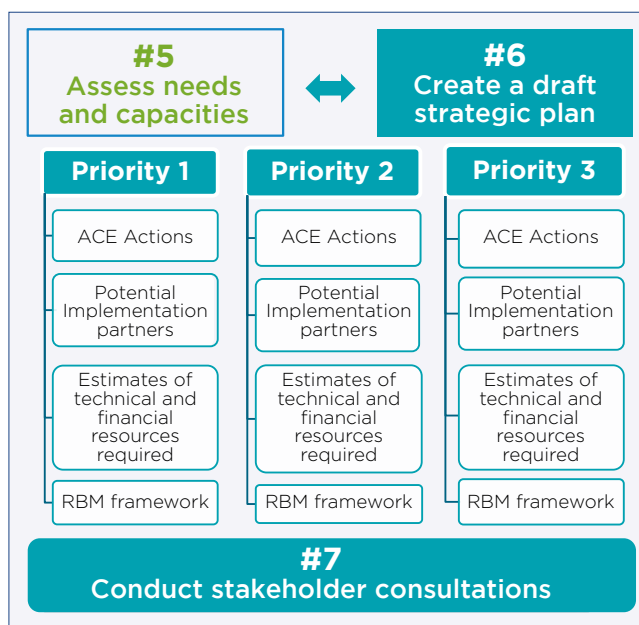 #5
Assess needs
and capacities
#6
Create a draft
strategic plan
Priority 1
ACE Actions
Potential
Implementation
partners
Estimates of
technical and
financial
resources
required
RBM framework
Priority 2
ACE Actions
Potential
Implementation
partners
Estimates of
technical and
financial
resources
required
RBM framework
Priority 3
ACE Actions
Potential
Implementation
partners
Estimates of
technical and
financial
resources
required
RBM framework
#7
Conduct stakeholder consultations